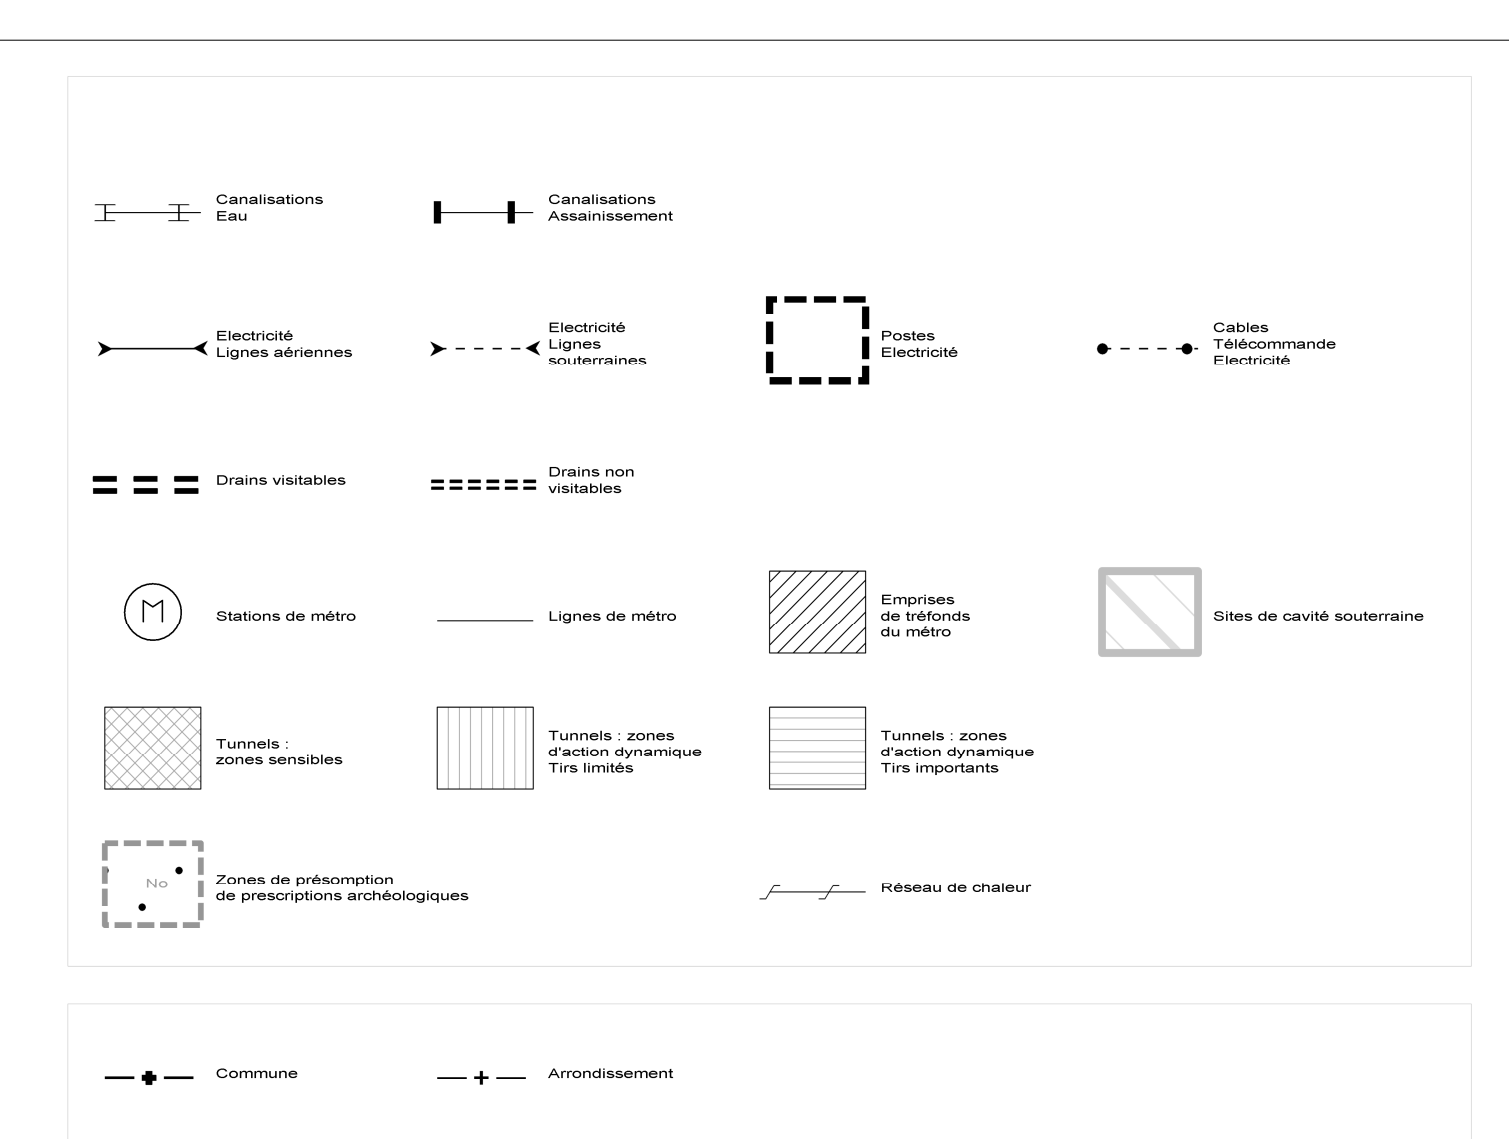 Canalisations
Eau
Canalisations
Assainissement
Electricité
Lignes aériennes
Electricité
Lignes
souterraines
Postes
Electricité
Cables
Télécommande
Electricité
Drains visitables
Drains non
visitables
M
Stations de métro
Lignes de métro
Emprises
de tréfonds
du métro
Sites de cavité souterraine
Tunnels :
zones sensibles
Tunnels : zones
d'action dynamique
Tirs limités
Tunnels : zones
d'action dynamique
Tirs importants
No
Zones de présomption
de prescriptions archéologiques
Réseau de chaleur
Commune
Arrondissement